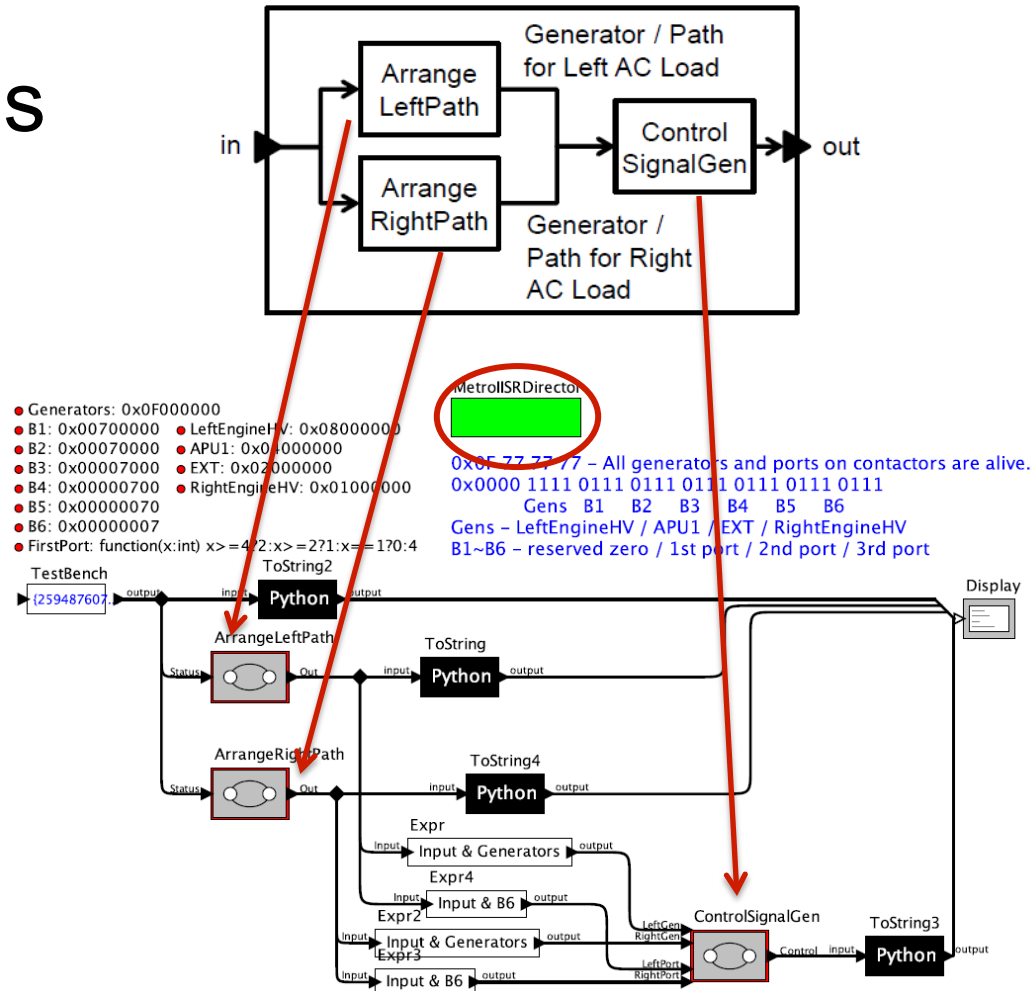 s
Generator / Path
for Left AC Load
Arrange
LeftPath
in
Control
SignalGen
out
Arrange
RightPath
Generator /
Path for Right
AC Load
MetroIISRDirector
Generators: 0x0F000000
B1: 0x00700000
LeftEngineHV: 0x08000000
B2: 0x00070000
APU1: 0x04000000
B3: 0x00007000
EXT: 0x02000000
B4: 0x00000700
RightEngineHV: 0x01000000
B5: 0x00000070
B6: 0x00000007
FirstPort: function(x:int) x>=4?2:x>=2?1:x==1?0:4
0x0F 77 77 77 – All generators and ports on contactors are alive.
0x0000 1111 0111 0111 0111 0111 0111 0111
Gens B1 B2 B3 B4 B5 B6
Gens – LeftEngineHV / APU1 / EXT / RightEngineHV
B1~B6 – reserved zero / 1st port / 2nd port / 3rd port
TestBench
{259487607.
output
ToString2
input
Python
output
Display
ArrangeLeftPath
Status
Out
ToString
input
Python
output
ArrangeRightPath
Status
Out
ToString4
input
Python
output
Expr
Input
Input & Generators
output
Expr4
Input
Input & B6
output
Expr2
Input
Input & Generators
output
Expr3
Input
Input & B6
output
ControlSignalGen
LeftGen
RightGen
LeftPort
RightPort
Control
ToString3
input
Python
output